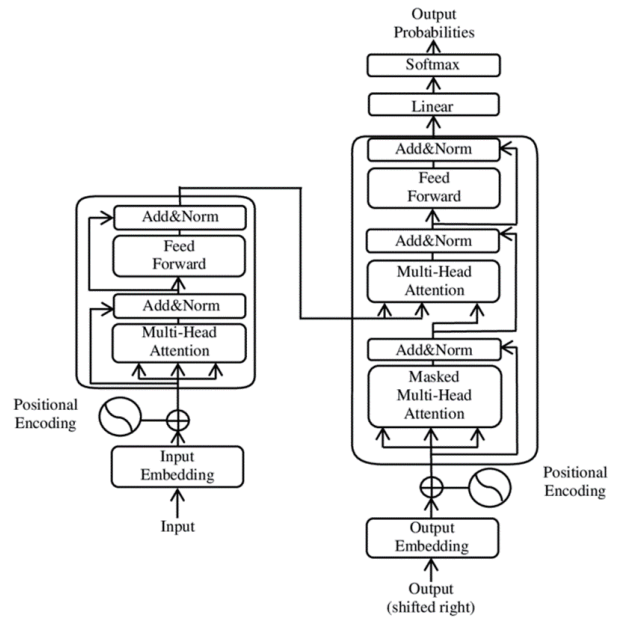 Output
Probabilities
Softmax
Linear
Add&Norm
Feed
Forward
Add&Norm
Multi-Head
Attention
Add&Norm
Masked
Multi-Head
Attention
Positional
Encoding
Output
Embedding
Output
(shifted right)
Add&Norm
Feed
Forward
Add&Norm
Multi-Head
Attention
Positional
Encoding
Input
Embedding
Input